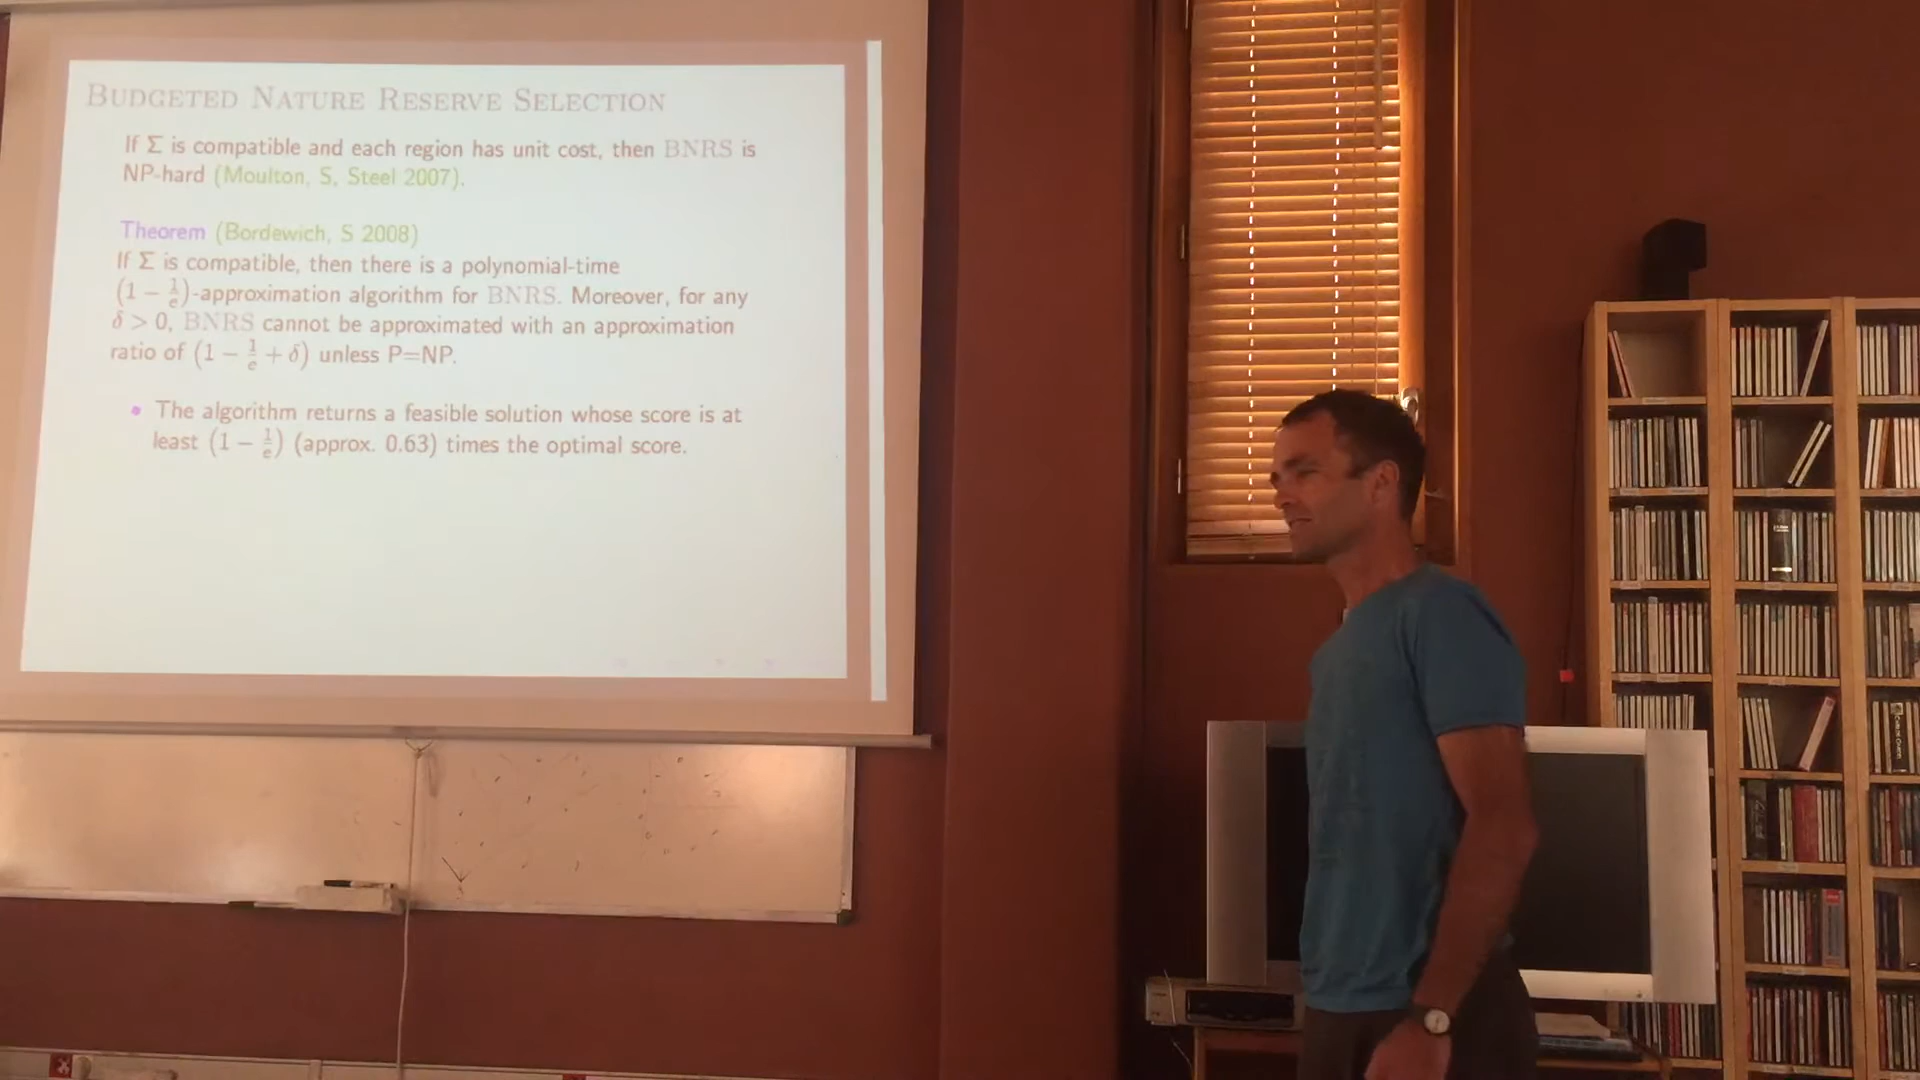 BUDGETED NATURE RESERVE SELECTION
If Σ is compatible and each region has unit cost, then BNRS is
NP-hard (Moulton, S, Steel 2007).
Theorem (Bordewich, S 2008)
If Σ is compatible, then there is a polynomial-time
(1 − 1/e)-approximation algorithm for BNRS. Moreover, for any
δ > 0, BNRS cannot be approximated with an approximation
ratio of (1 − 1/e + δ) unless P=NP.
• The algorithm returns a feasible solution whose score is at
least (1 − 1/e) (approx. 0.63) times the optimal score.